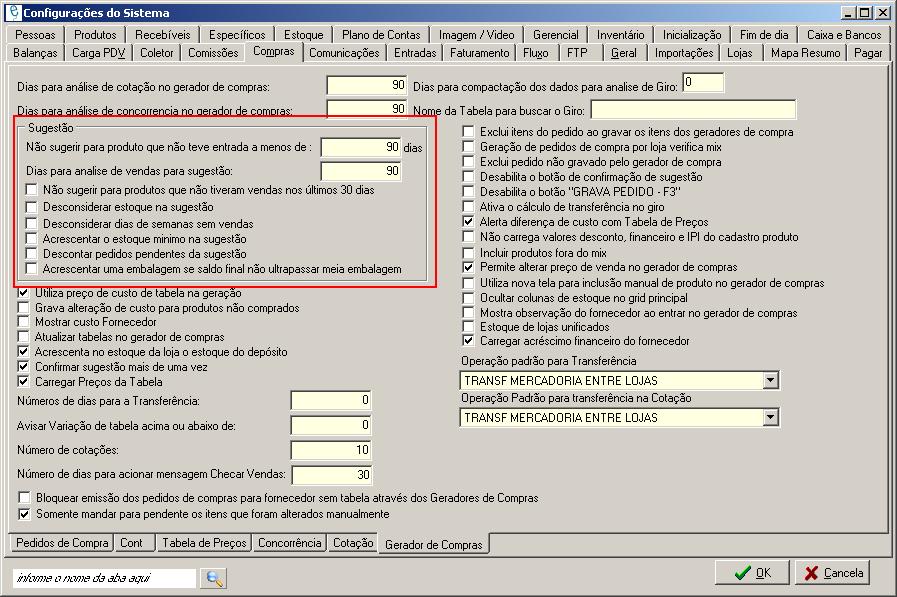 Configurações do Sistema
Pessoas Produtos Recebíveis Específicos Estoque Plano de Contas Imagem / Video Gerencial Inventário Inicialização Fim de dia Caixa e Bancos
Balanças Carga PDV Coletor Comissões Compras Comunicações Entradas Faturamento Fluxo FTP Geral Importações Lojas Mapa Resumo Pagar
Dias para análise de cotação no gerador de compras: 90
Dias para compactação dos dados para analise de Giro: 0
Dias para análise de concorrencia no gerador de compras: 90
Nome da Tabela para buscar o Giro:
Sugestão
Não sugerir para produto que não teve entrada a menos de : 90 dias
Dias para analise de vendas para sugestão: 90
Não sugerir para produtos que não tiveram vendas nos últimos 30 dias
Desconsiderar estoque na sugestão
Desconsiderar dias de semanas sem vendas
Acrescentar o estoque minimo na sugestão
Descontar pedidos pendentes da sugestão
Acrescentar uma embalagem se saldo final não ultrapassar meia embalagem
Utiliza preço de custo de tabela na geração
Grava alteração de custo para produtos não comprados
Mostrar custo Fornecedor
Atualizar tabelas no gerador de compras
Acrescenta no estoque da loja o estoque do depósito
Confirmar sugestão mais de uma vez
Carregar Preços da Tabela
Números de dias para a Transferência: 0
Avisar Variação de tabela acima ou abaixo de: 0
Número de cotações: 10
Número de dias para acionar mensagem Checar Vendas: 30
Exclui itens do pedido ao gravar os itens dos geradores de compra
Geração de pedidos de compra por loja verifica mix
Exclui pedido não gravado pelo gerador de compras
Desabilita o botão de confirmação de sugestão
Desabilita o botão "GRAVA PEDIDO - F3"
Ativa o cálculo de transferência no giro
Alerta diferença de custo com Tabela de Preços
Não carrega valores desconto, financeiro e IPI do cadastro produto
Incluir produtos fora do mix
Permite alterar preço de venda no gerador de compras
Utiliza nova tela para inclusão manual de produto no gerador de compras
Ocultar colunas de estoque no grid principal
Mostra observação do fornecedor ao entrar no gerador de compras
Estoque de lojas unificados
Carregar acréscimo financeiro do fornecedor
Operação padrão para Transferência
TRANSF MERCADORIA ENTRE LOJAS
Operação Padrão para transferência na Cotação
TRANSF MERCADORIA ENTRE LOJAS
Bloquear emissão dos pedidos de compras para fornecedor sem tabela através dos Geradores de Compras
Somente mandar para pendente os itens que foram alterados manualmente
Pedidos de Compra Cont Tabela de Preços Concorrência Cotação Gerador de Compras
informe o nome da aba aqui
OK Cancela